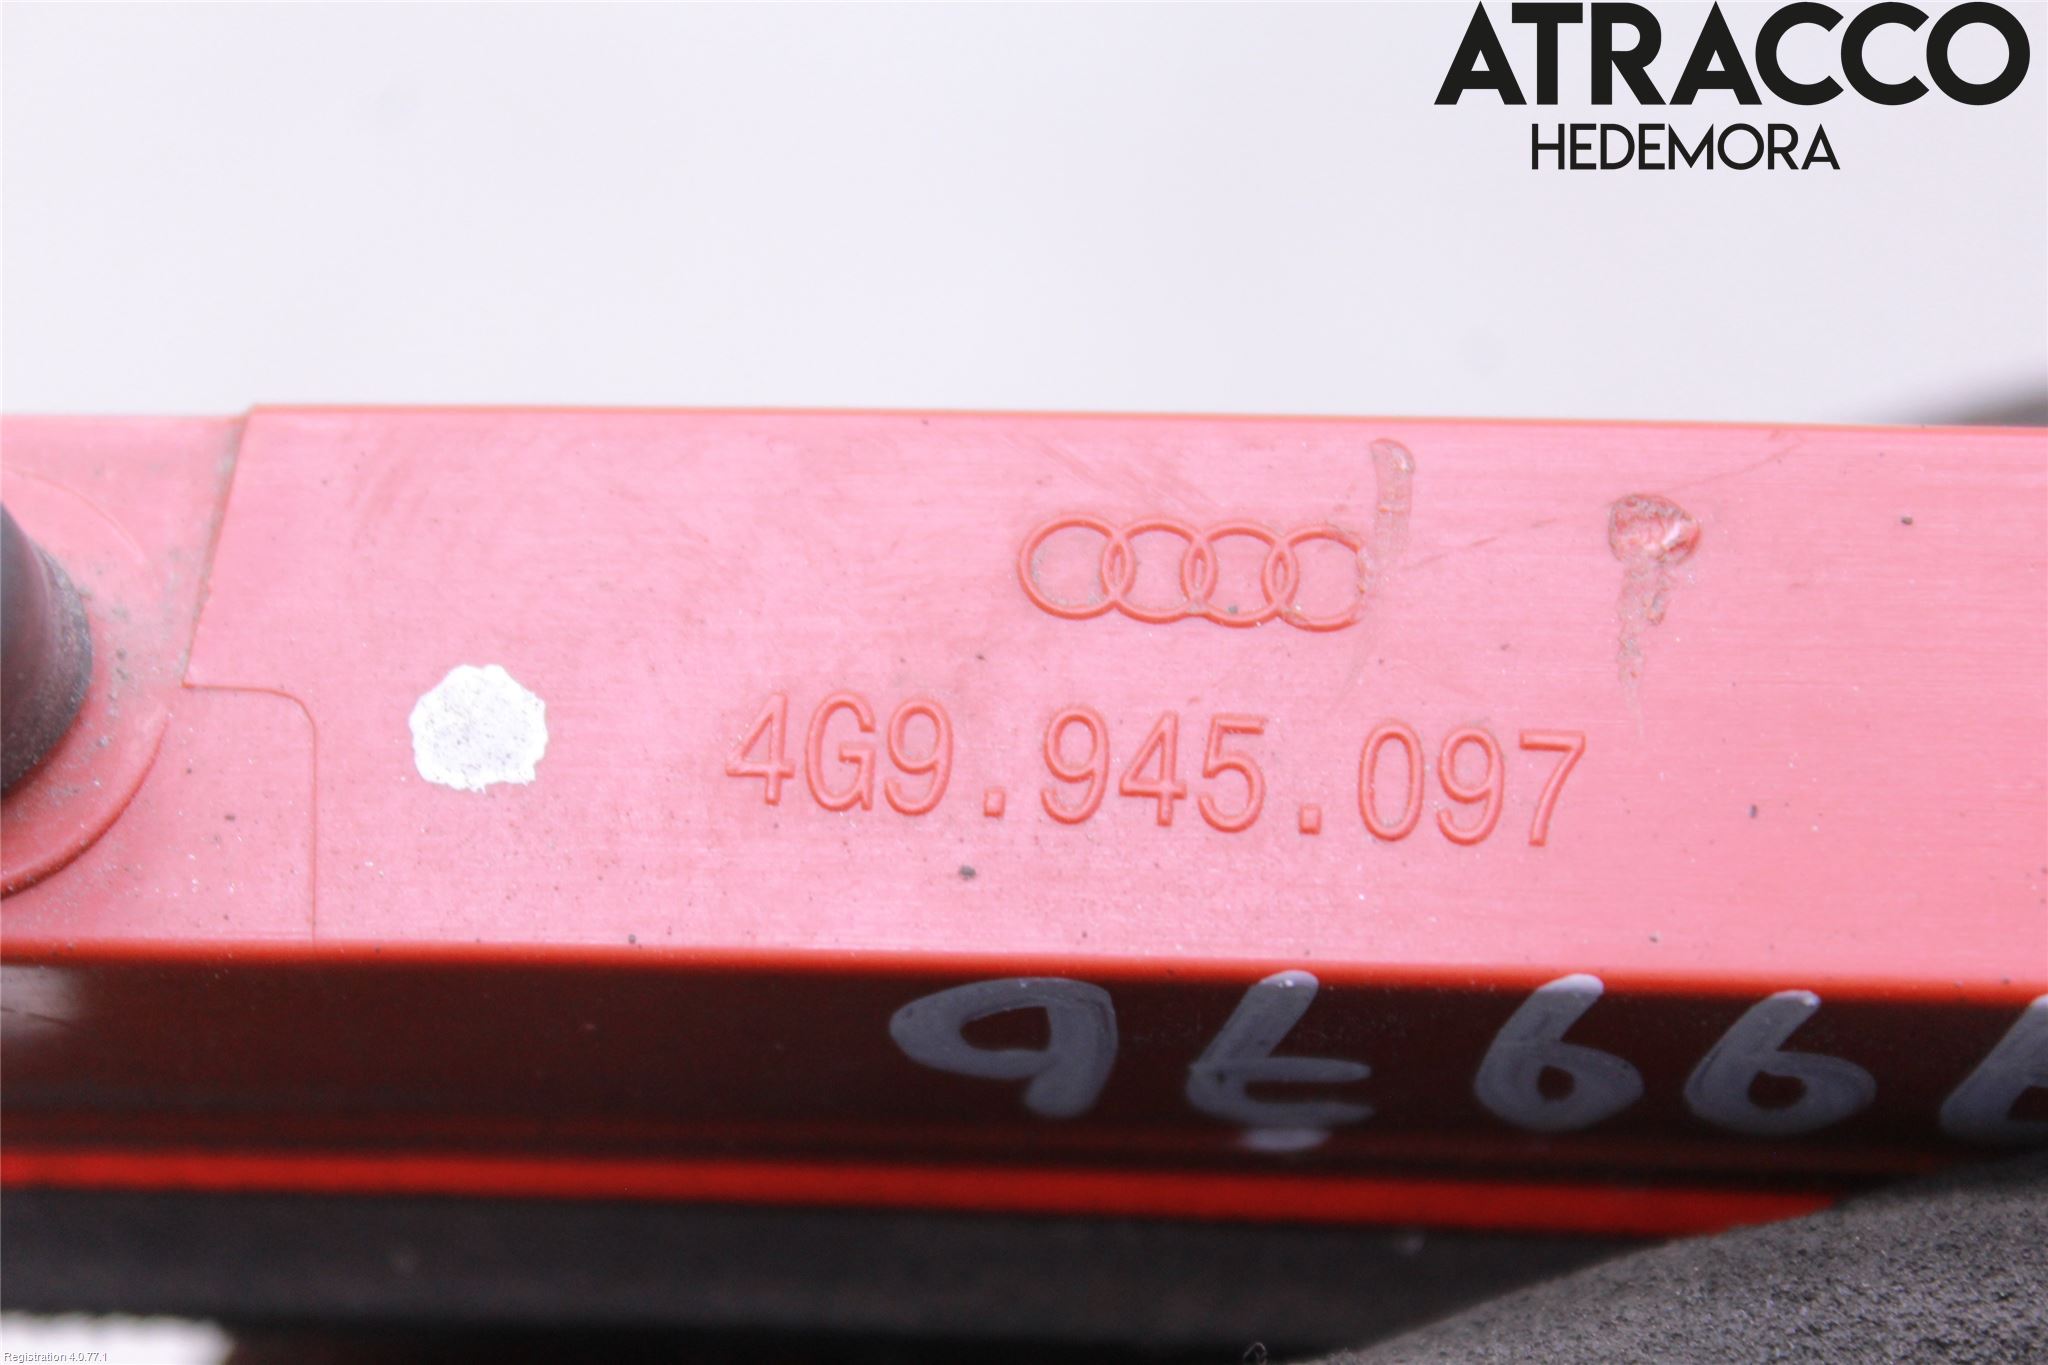 ATRACCO
HEDEMORA
4G9.945.097
Registration 4.0.77.1